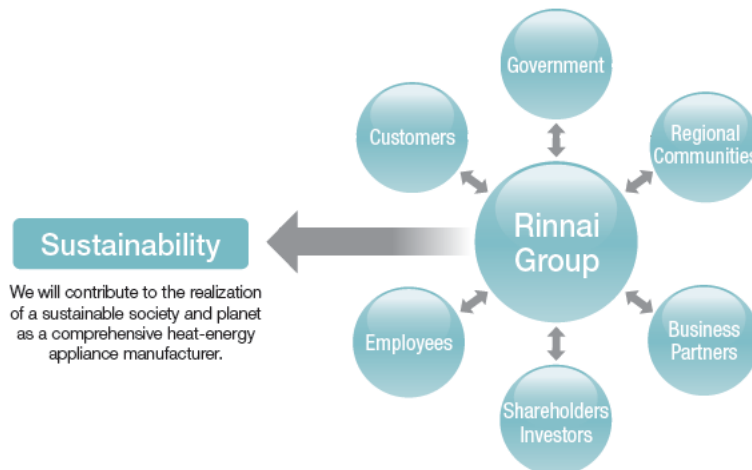 Government
Customers
Regional
Communities
Rinnai
Group
Sustainability
We will contribute to the realization
of a sustainable society and planet
as a comprehensive heat-energy
appliance manufacturer.
Employees
Business
Partners
Shareholders
Investors